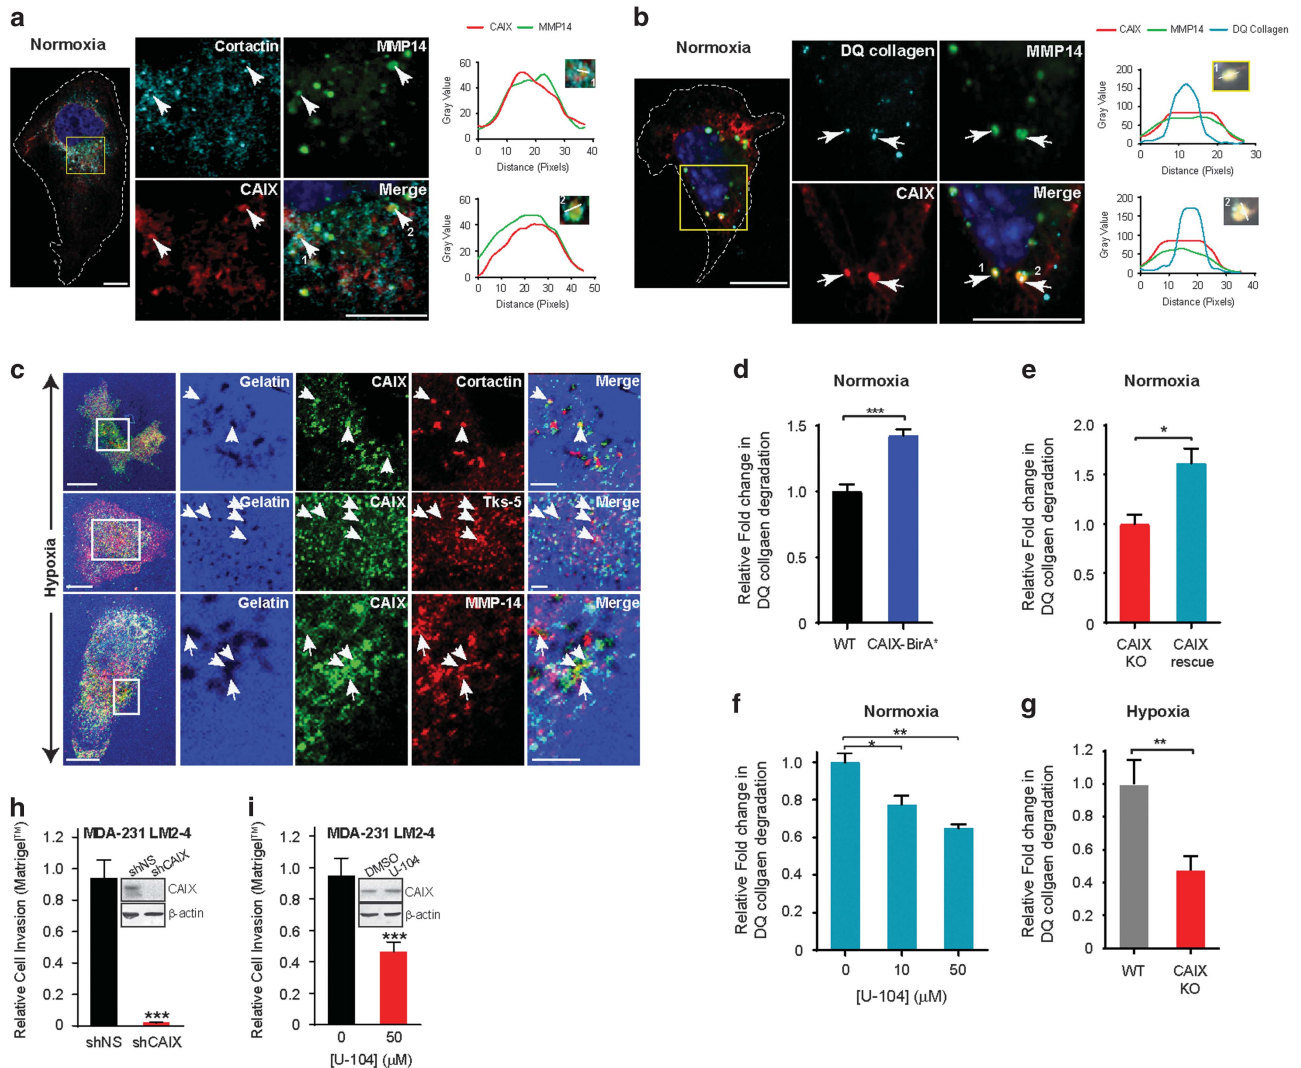 a
Normoxia
Cortactin
MMP14
CAIX
Merge
1
2
CAIX MMP14
Gray Value
60
40
20
0
0 10 20 30 40
Distance (Pixels)
1
Gray Value
60
40
20
0
0 10 20 30 40 50
Distance (Pixels)
2
b
Normoxia
DQ collagen
MMP14
CAIX
Merge
1
2
CAIX MMP14 DQ Collagen
Gray Value
200
150
100
50
0
0 10 20 30
Distance (Pixels)
1
Gray Value
200
150
100
50
0
0 10 20 30 40
Distance (Pixels)
2
c
Hypoxia
Gelatin CAIX Cortactin Merge
Gelatin CAIX Tks-5 Merge
Gelatin CAIX MMP-14 Merge
d
Normoxia
***
Relative Fold change in
DQ collgaen degradation
1.5
1.0
0.5
0
WT CAIX-BirA*
e
Normoxia
*
Relative Fold change in
DQ collgaen degradation
2.0
1.5
1.0
0.5
0
CAIX
KO
CAIX
rescue
f
Normoxia
**
*
Relative Fold change in
DQ collgaen degradation
1.0
0.8
0.6
0.4
0.2
0
0 10 50
[U-104] (μM)
g
Hypoxia
**
Relative Fold change in
DQ collgaen degradation
1.2
1.0
0.8
0.6
0.4
0.2
0
WT
CAIX
KO
h
MDA-231 LM2-4
Relative Cell Invasion (Matrigel™)
1.2
1.0
0.8
0.6
0.4
0.2
0
shNS
shCAIX
CAIX
β-actin
***
shNS shCAIX
i
MDA-231 LM2-4
Relative Cell Invasion (Matrigel™)
1.2
1.0
0.8
0.6
0.4
0.2
0
DMSO
U-104
CAIX
β-actin
***
0 50
[U-104] (μM)